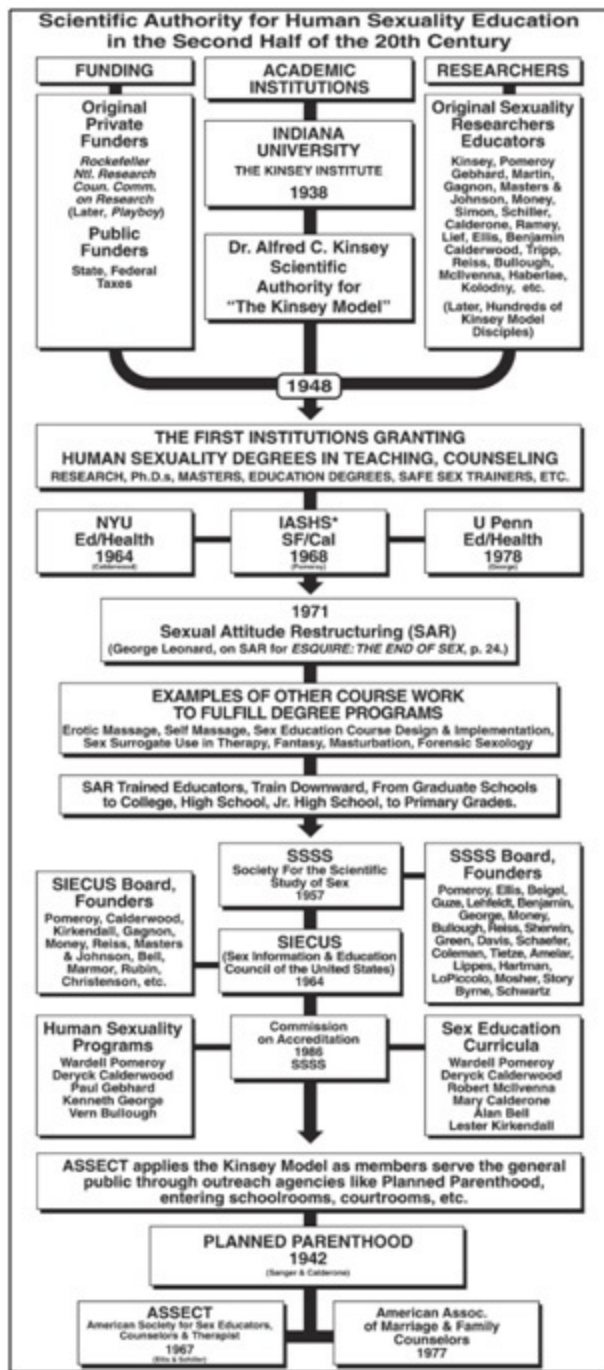 Scientific Authority for Human Sexuality Education
in the Second Half of the 20th Century
FUNDING
Original
Private
Funders
Rockefeller
Ntl. Research
Coun. Comm.
on Research
(Later, Playboy)
Public
Funders
State, Federal
Taxes
ACADEMIC
INSTITUTIONS
INDIANA
UNIVERSITY
THE KINSEY INSTITUTE
1938
Dr. Alfred C. Kinsey
Scientific
Authority for
“The Kinsey Model”
RESEARCHERS
Original Sexuality
Researchers
Educators
Kinsey, Pomeroy
Gebhard, Martin,
Gagnon, Masters &
Johnson, Money,
Simon, Schiller,
Calderone, Ramey,
Lief, Ellis, Benjamin
Calderwood, Tripp,
Reiss, Bullough,
McIlvenna, Haberlae,
Kolodny, etc.
(Later, Hundreds of
Kinsey Model
Disciples)
1948
THE FIRST INSTITUTIONS GRANTING
HUMAN SEXUALITY DEGREES IN TEACHING, COUNSELING
RESEARCH, Ph.D.s, MASTERS, EDUCATION DEGREES, SAFE SEX TRAINERS, ETC.
NYU
Ed/Health
1964
(Calderwood)
IASHS*
SF/Cal
1968
(Pomeroy)
U Penn
Ed/Health
1978
(George)
1971
Sexual Attitude Restructuring (SAR)
(George Leonard, on SAR for ESQUIRE: THE END OF SEX, p. 24.)
EXAMPLES OF OTHER COURSE WORK
TO FULFILL DEGREE PROGRAMS
Erotic Massage, Self Massage, Sex Education Course Design & Implementation,
Sex Surrogate Use in Therapy, Fantasy, Masturbation, Forensic Sexology
SAR Trained Educators, Train Downward, From Graduate Schools
to College, High School, Jr. High School, to Primary Grades.
SSSS
Society For the Scientific
Study of Sex
1957
SIECUS Board,
Founders
Pomeroy, Calderwood,
Kirkendall, Gagnon,
Money, Reiss, Masters
& Johnson, Bell,
Marmor, Rubin,
Christenson, etc.
SIECUS
(Sex Information & Education
Council of the United States)
1964
SSSS Board,
Founders
Pomeroy, Ellis, Beigel,
Guze, Lehfeldt, Benjamin,
George, Money,
Bullough, Reiss, Sherwin,
Green, Davis, Schaefer,
Coleman, Tietze, Amelar,
Lippes, Hartman,
LoPiccolo, Mosher, Story
Byrne, Schwartz
Human Sexuality
Programs
Wardell Pomeroy
Deryck Calderwood
Paul Gebhard
Kenneth George
Vern Bullough
Commission
on Accreditation
1986
SSSS
Sex Education
Curricula
Wardell Pomeroy
Deryck Calderwood
Robert McIlvenna
Mary Calderone
Alan Bell
Lester Kirkendall
ASSECT applies the Kinsey Model as members serve the general
public through outreach agencies like Planned Parenthood,
entering schoolrooms, courtrooms, etc.
PLANNED PARENTHOOD
1942
(Sanger & Calderone)
ASSECT
American Society for Sex Educators,
Counselors & Therapist
1967
(Ellis & Schiller)
American Assoc.
of Marriage & Family
Counselors
1977